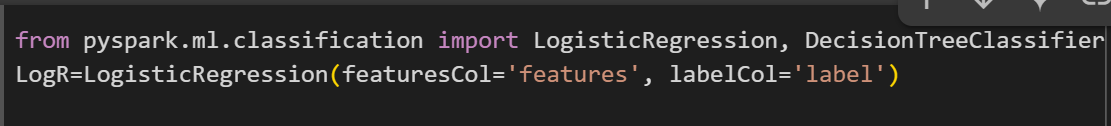 from pyspark.ml.classification import LogisticRegression, DecisionTreeClassifier
LogR=LogisticRegression(featuresCol='features', labelCol='label')